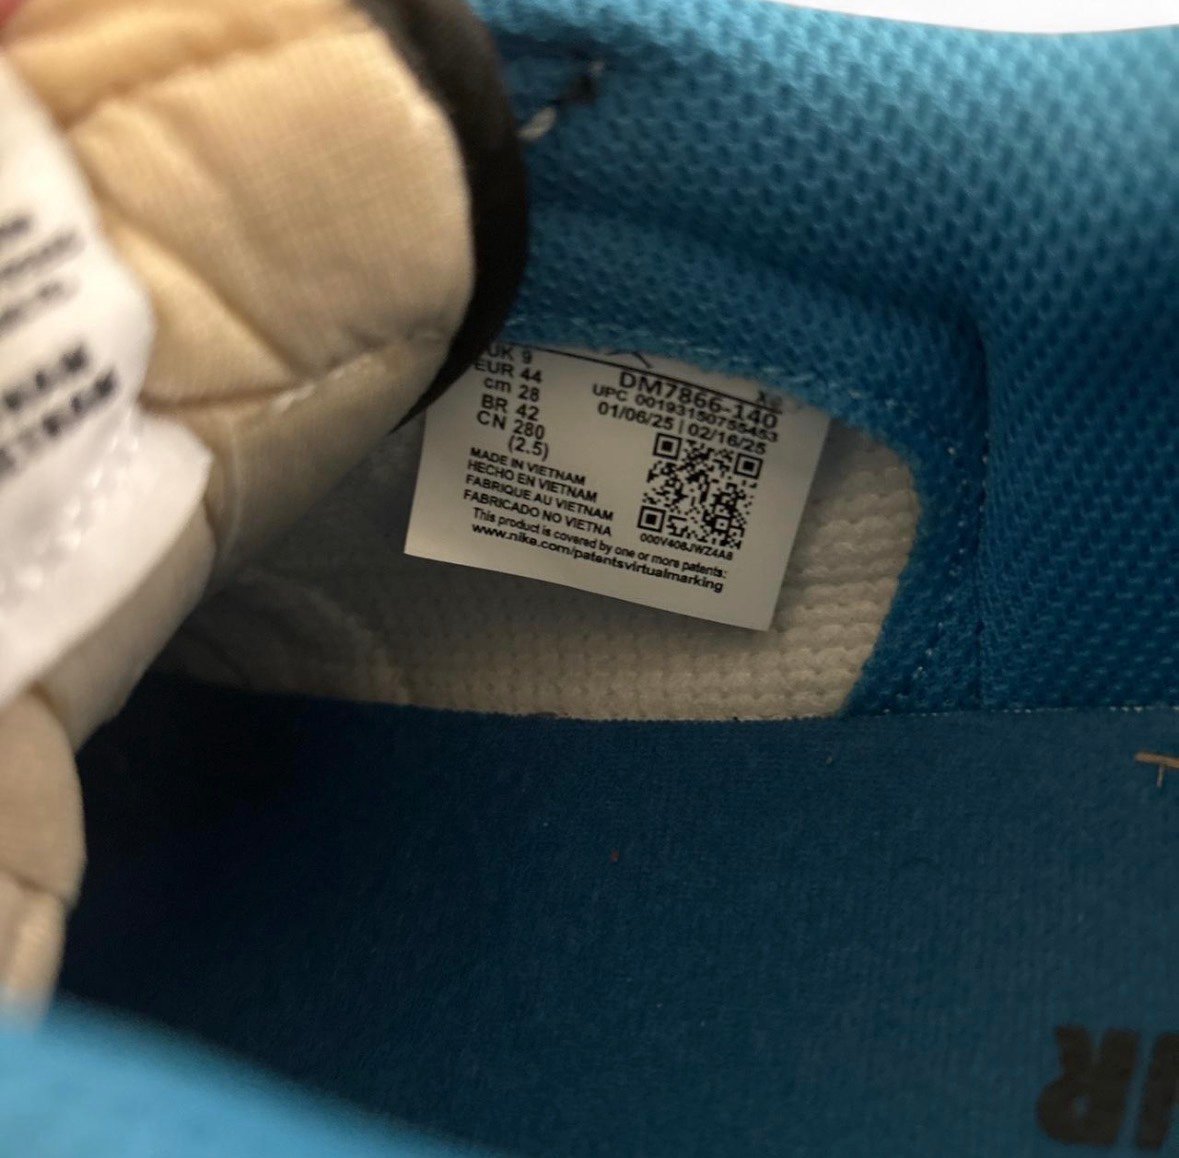 UK 9
EUR 44
cm 28
BR 42
CN 280
(2.5)
DM7866-140
UPC 00193150755453
01/06/25 | 02/16/25
MADE IN VIETNAM
HECHO EN VIETNAM
FABRIQUE AU VIETNAM
FABRICADO NO VIETNA
000V408JWZ4A8
This product is covered by one or more patents:
www.nike.com/patentsvirtualmarking
IR